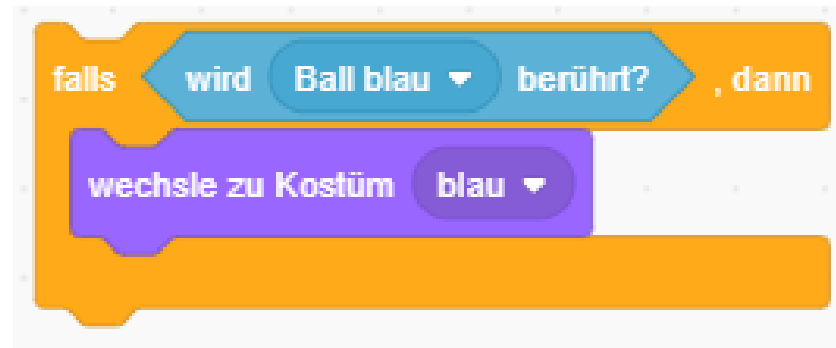 falls wird Ball blau berührt? , dann
wechsle zu Kostüm blau